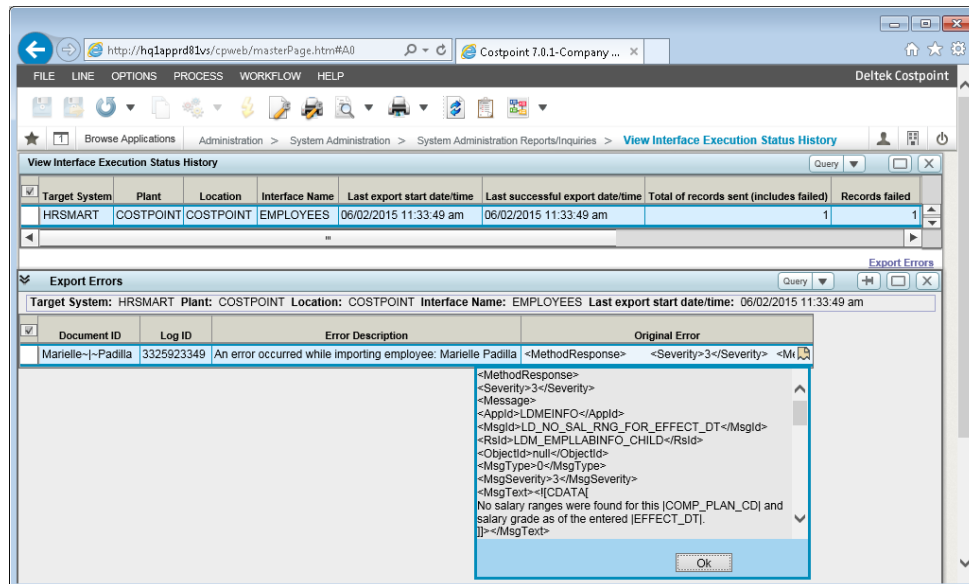 http://hq1apprd81vs/cpweb/masterPage.htm#A0
Costpoint 7.0.1-Company ...
FILE LINE OPTIONS PROCESS WORKFLOW HELP
Deltek Costpoint
Browse Applications
Administration > System Administration > System Administration Reports/Inquiries > View Interface Execution Status History
View Interface Execution Status History
Query
Target System Plant Location Interface Name Last export start date/time Last successful export date/time Total of records sent (includes failed) Records failed
HRSMART COSTPOINT COSTPOINT EMPLOYEES 06/02/2015 11:33:49 am 06/02/2015 11:33:49 am 1 1
Export Errors
Export Errors
Query
Target System: HRSMART Plant: COSTPOINT Location: COSTPOINT Interface Name: EMPLOYEES Last export start date/time: 06/02/2015 11:33:49 am
Document ID Log ID Error Description Original Error
Marielle~|~Padilla 3325923349 An error occurred while importing employee: Marielle Padilla <MethodResponse> <Severity>3</Severity> <Me
<MethodResponse>
<Severity>3</Severity>
<Message>
<AppId>LDMEINFO</AppId>
<MsgId>LD_NO_SAL_RNG_FOR_EFFECT_DT</MsgId>
<RsId>LDM_EMPLLABINFO_CHILD</RsId>
<ObjectId>null</ObjectId>
<MsgType>0</MsgType>
<MsgSeverity>3</MsgSeverity>
<MsgText><![CDATA[
No salary ranges were found for this |COMP_PLAN_CD| and
salary grade as of the entered |EFFECT_DT|.
]]></MsgText>
Ok